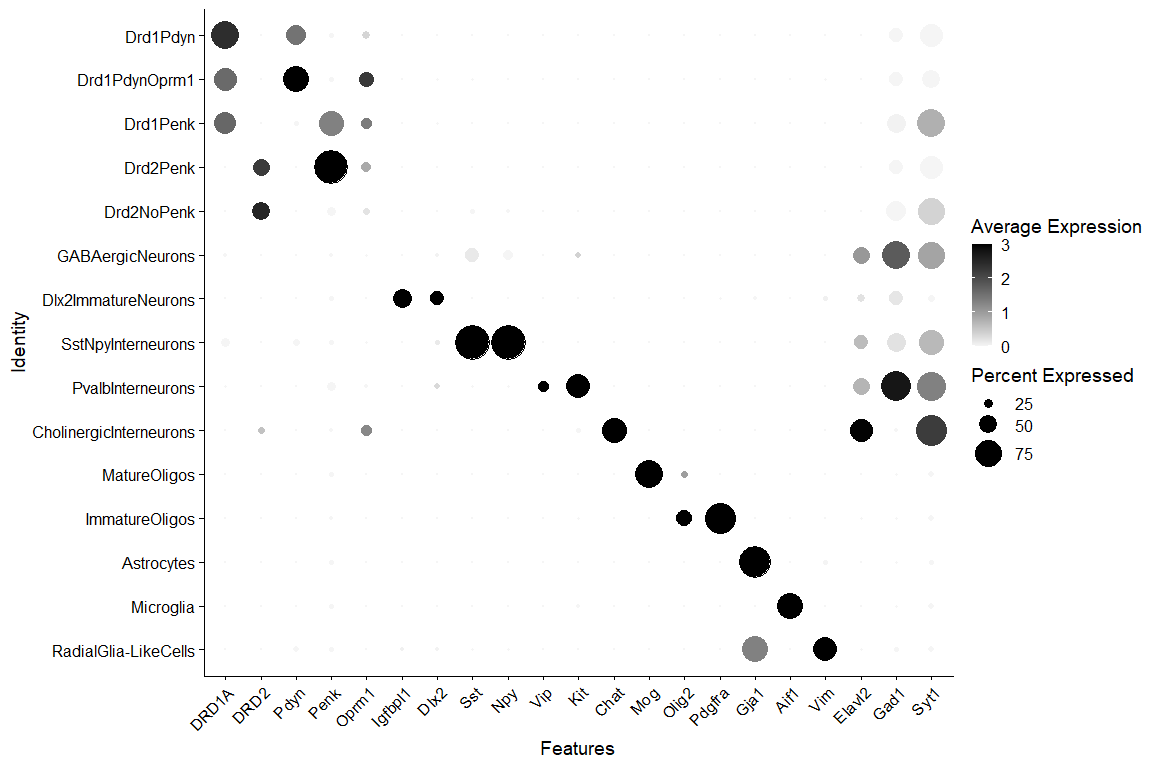 Identity
Drd1Pdyn
Drd1PdynOprm1
Drd1Penk
Drd2Penk
Drd2NoPenk
GABAergicNeurons
Dlx2ImmatureNeurons
SstNpyInterneurons
PvalbInterneurons
CholinergicInterneurons
MatureOligos
ImmatureOligos
Astrocytes
Microglia
RadialGlia-LikeCells
DRD1A
DRD2
Pdyn
Penk
Oprm1
Igfbpl1
Dlx2
Sst
Npy
Vip
Kit
Chat
Mog
Olig2
Pdgfra
Gja1
Aif1
Vim
Elavl2
Gad1
Syt1
Features
Average Expression
3
2
1
0
Percent Expressed
25
50
75